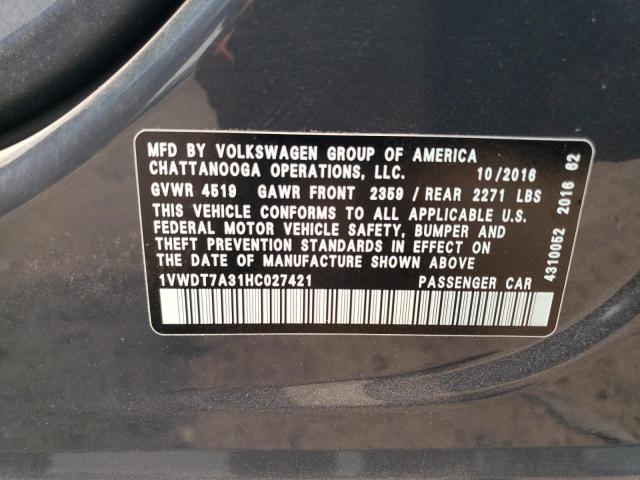 MFD BY VOLKSWAGEN GROUP OF AMERICA
CHATTANOOGA OPERATIONS, LLC. 10/2016
GVWR 4519 GAWR FRONT 2359 / REAR 2271 LBS
THIS VEHICLE CONFORMS TO ALL APPLICABLE U.S.
FEDERAL MOTOR VEHICLE SAFETY, BUMPER AND
THEFT PREVENTION STANDARDS IN EFFECT ON
THE DATE OF MANUFACTURE SHOWN ABOVE
1VWDT7A31HC027421 PASSENGER CAR
4310052 2016 62